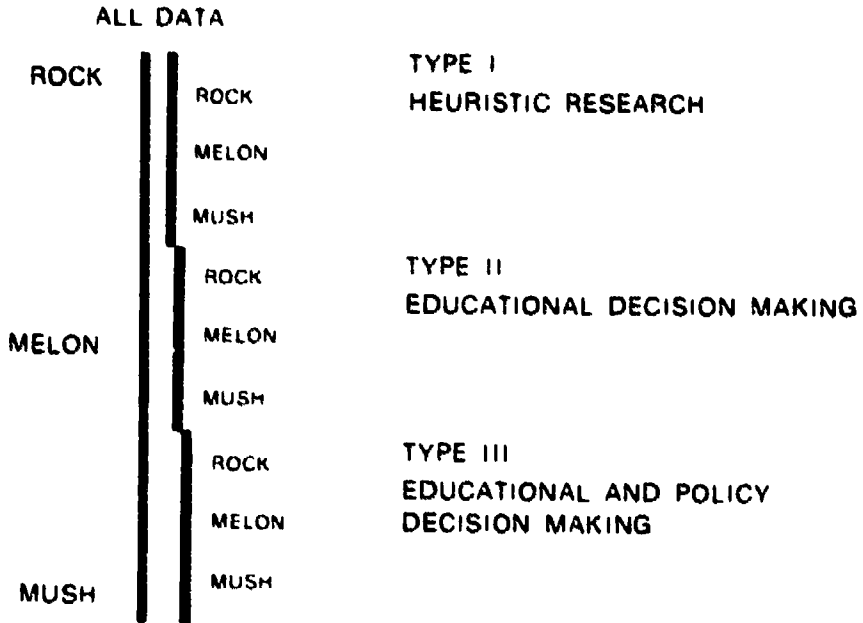 ALL DATA
ROCK
MELON
MUSH
ROCK
MELON
MUSH
ROCK
MELON
MUSH
ROCK
MELON
MUSH
TYPE I
HEURISTIC RESEARCH
TYPE II
EDUCATIONAL DECISION MAKING
TYPE III
EDUCATIONAL AND POLICY
DECISION MAKING